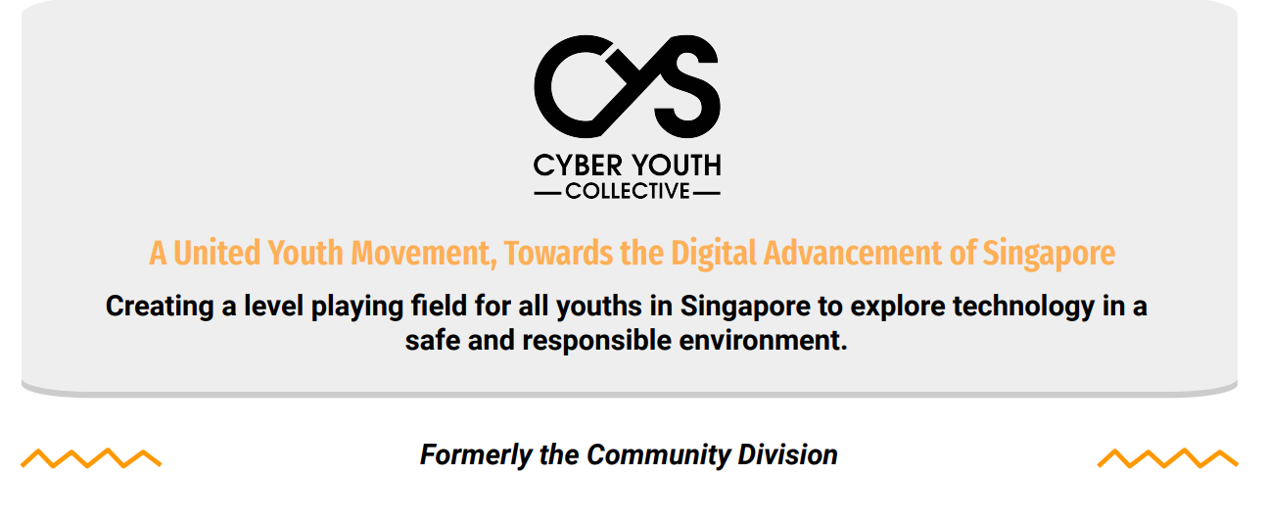 CYS
CYBER YOUTH
COLLECTIVE
A United Youth Movement, Towards the Digital Advancement of Singapore
Creating a level playing field for all youths in Singapore to explore technology in a
safe and responsible environment.
Formerly the Community Division